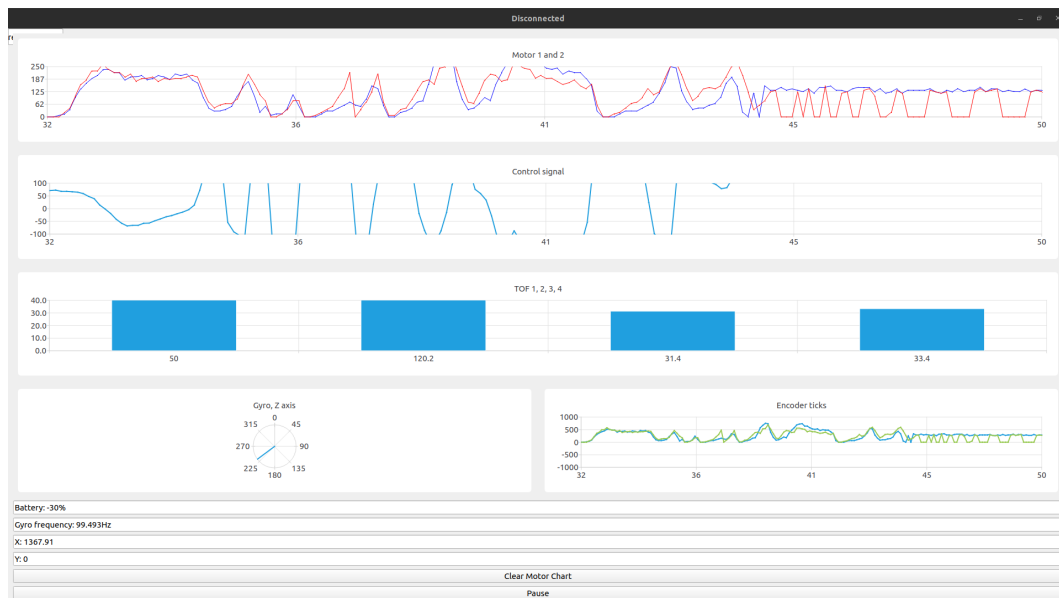 Disconnected
re
Motor 1 and 2
250
187
125
62
0
32 36 41 45 50
Control signal
100
50
0
-50
-100
32 36 41 45 50
TOF 1, 2, 3, 4
40.0
30.0
20.0
10.0
0.0
50 120.2 31.4 33.4
Gyro, Z axis
0
315 45
270 90
225 135
180
Encoder ticks
1000
500
0
-500
-1000
32 36 41 45 50
Battery: -30%
Gyro frequency: 99.493Hz
X: 1367.91
Y: 0
Clear Motor Chart
Pause